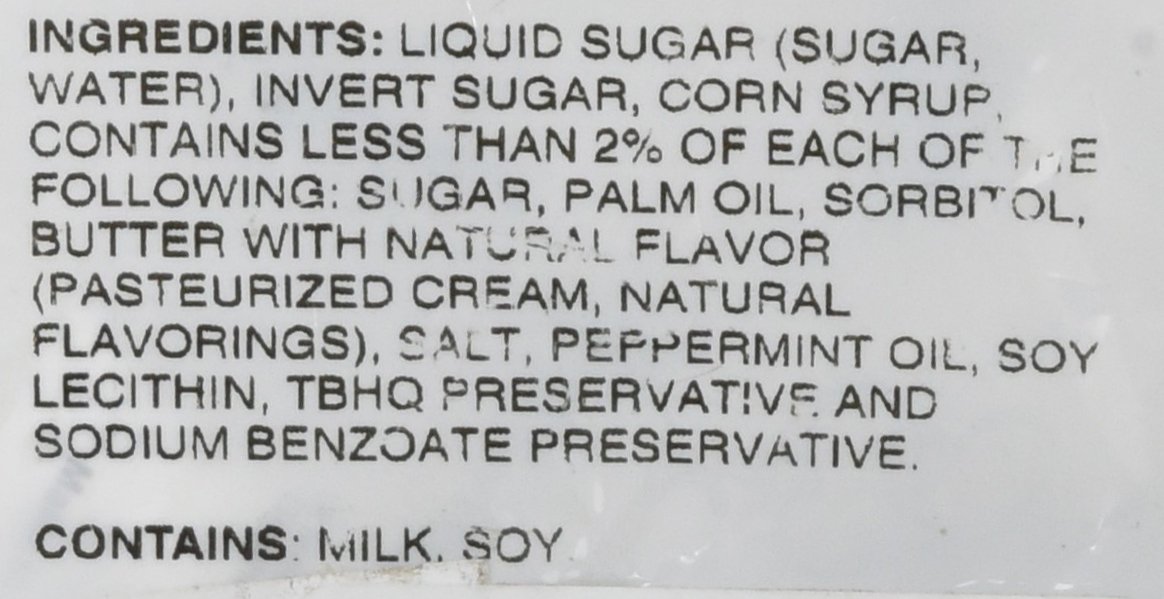 INGREDIENTS: LIQUID SUGAR (SUGAR,
WATER), INVERT SUGAR, CORN SYRUP,
CONTAINS LESS THAN 2% OF EACH OF THE
FOLLOWING: SUGAR, PALM OIL, SORBITOL,
BUTTER WITH NATURAL FLAVOR
(PASTEURIZED CREAM, NATURAL
FLAVORINGS), SALT, PEPPERMINT OIL, SOY
LECITHIN, TBHQ PRESERVATIVE AND
SODIUM BENZOATE PRESERVATIVE.
CONTAINS: MILK, SOY